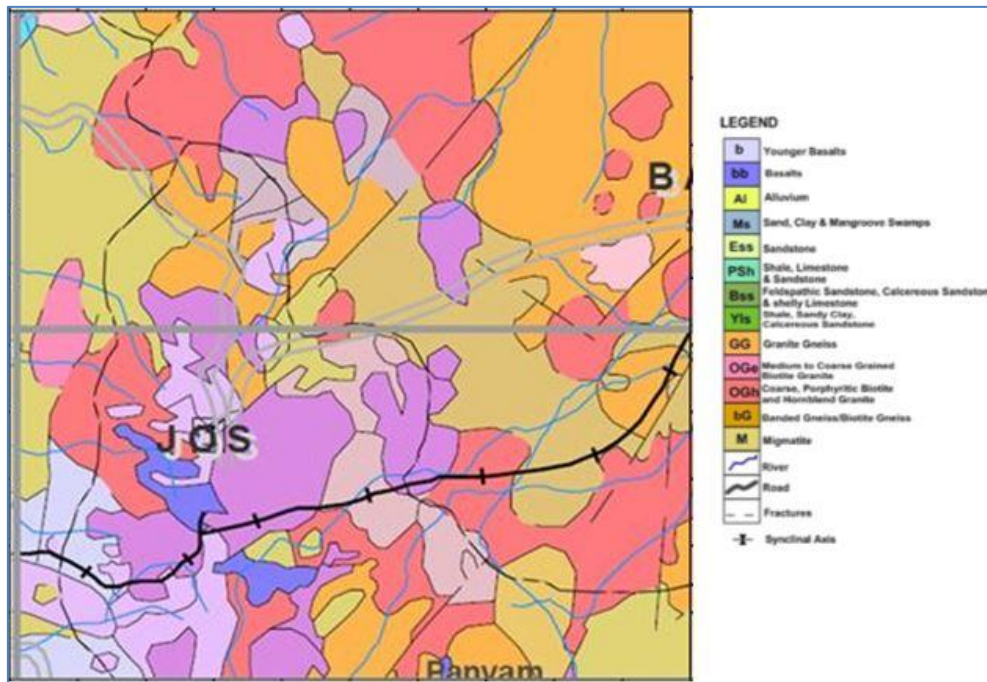 B A
JOS
Panyam
LEGEND
b Younger Basalts
bb Basalts
Al Alluvium
Ms Sand, Clay & Mangroove Swamps
Ess Sandstone
PSh Shale, Limestone
& Sandstone
Bss Feldspathic Sandstone, Calcereous Sandston
& shelly Limestone
Yls Shale, Sandy Clay,
Calcereous Sandstone
GG Granite Gneiss
OGe Medium to Coarse Grained
Biotite Granite
OGh Coarse, Porphyritic Biotite
and Hornblend Granite
bG Banded Gneiss/Biotite Gneiss
M Migmatite
River
Road
Fractures
Synclinal Axis